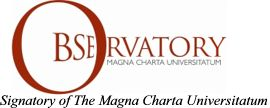 OBSERVATORY
MAGNA CHARTA UNIVERSITATUM
Signatory of The Magna Charta Universitatum